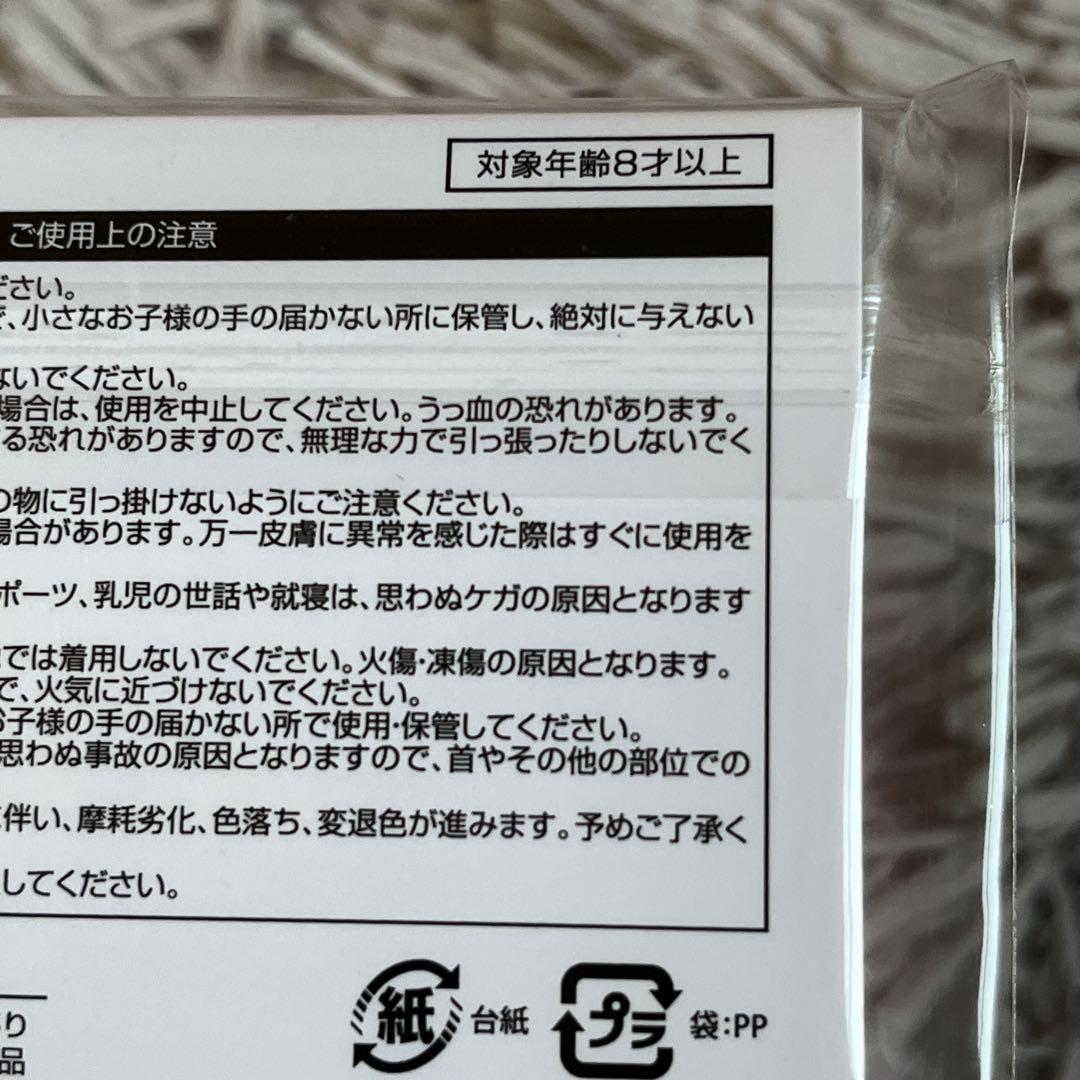 対象年齢8才以上
ご使用上の注意
ださい。
で、小さなお子様の手の届かない所に保管し、絶対に与えない
ないでください。
場合は、使用を中止してください。うっ血の恐れがあります。
する恐れがありますので、無理な力で引っ張ったりしないでく
の物に引っ掛けないようにご注意ください。
場合があります。万一皮膚に異常を感じた際はすぐに使用を
ポーツ、乳児の世話や就寝は、思わぬケガの原因となります
では着用しないでください。火傷・凍傷の原因となります。
で、火気に近づけないでください。
お子様の手の届かない所で使用・保管してください。
思わぬ事故の原因となりますので、首やその他の部位での
に伴い、摩耗劣化、色落ち、変退色が進みます。予めご了承く
してください。
紙 台紙 プラ 袋:PP
り
品